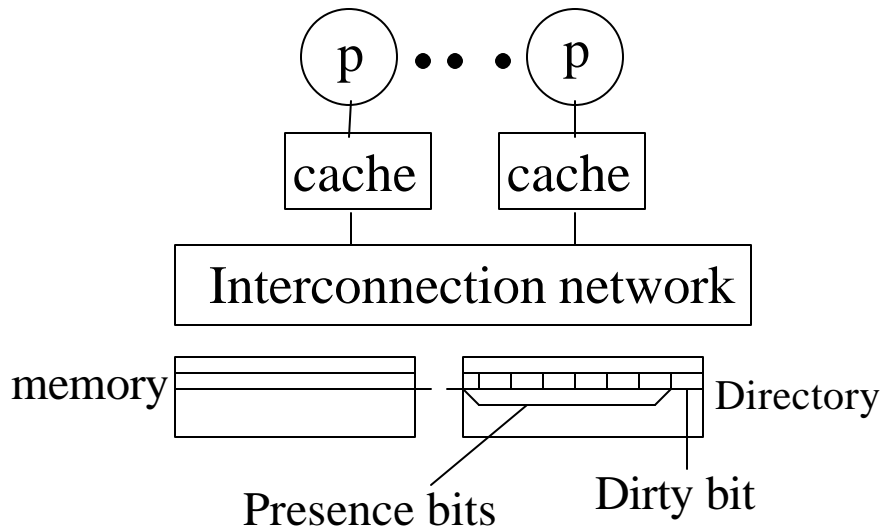 p p
cache cache
Interconnection network
memory
Directory
Presence bits
Dirty bit